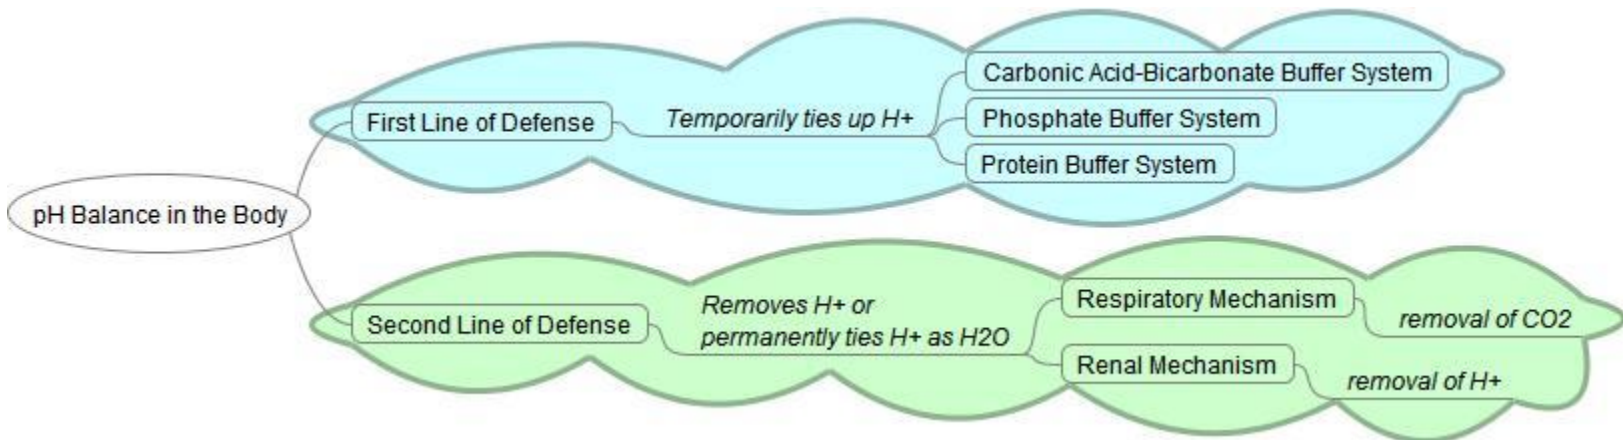 pH Balance in the Body
First Line of Defense
Temporarily ties up H+
Carbonic Acid-Bicarbonate Buffer System
Phosphate Buffer System
Protein Buffer System
Second Line of Defense
Removes H+ or
permanently ties H+ as H2O
Respiratory Mechanism
removal of CO2
Renal Mechanism
removal of H+